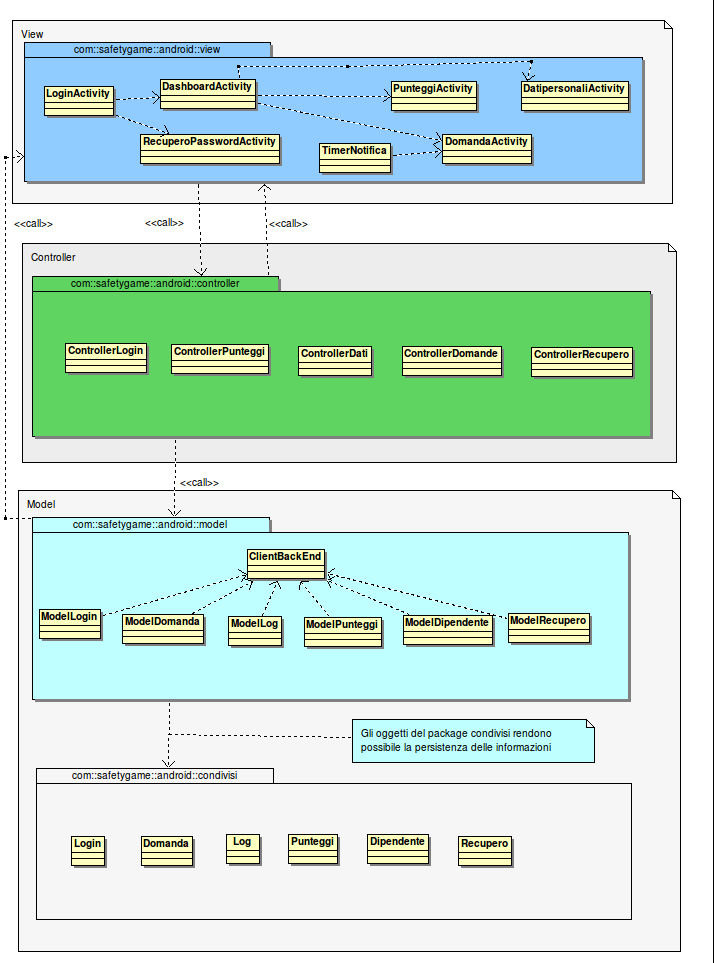 View
com::safetygame::android::view
LoginActivity
DashboardActivity
PunteggiActivity
DatipersonaliActivity
RecuperoPasswordActivity
TimerNotifica
DomandaActivity
<<call>>
<<call>>
<<call>>
Controller
com::safetygame::android::controller
ControllerLogin
ControllerPunteggi
ControllerDati
ControllerDomande
ControllerRecupero
<<call>>
Model
com::safetygame::android::model
ClientBackEnd
ModelLogin
ModelDomanda
ModelLog
ModelPunteggi
ModelDipendente
ModelRecupero
Gli oggetti del package condivisi rendono
possibile la persistenza delle informazioni
com::safetygame::android::condivisi
Login
Domanda
Log
Punteggi
Dipendente
Recupero